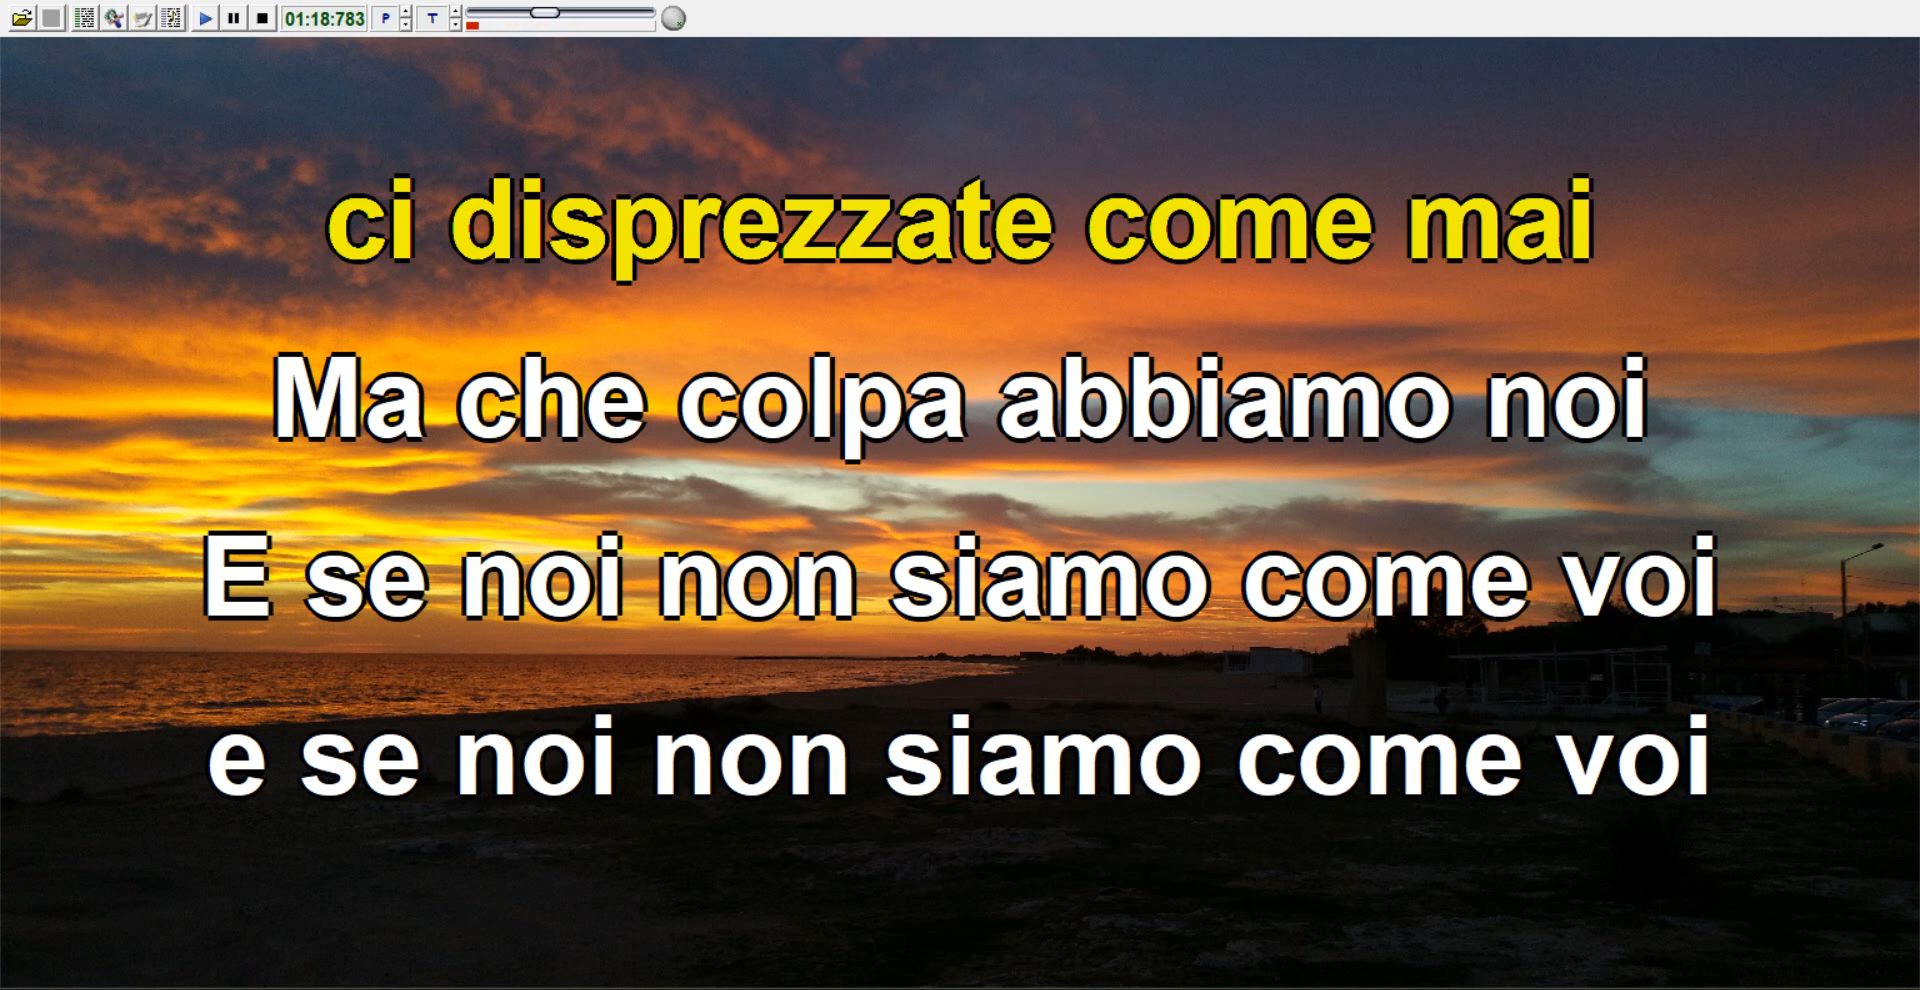 01:18:783 P T
ci disprezzate come mai
Ma che colpa abbiamo noi
E se noi non siamo come voi
e se noi non siamo come voi